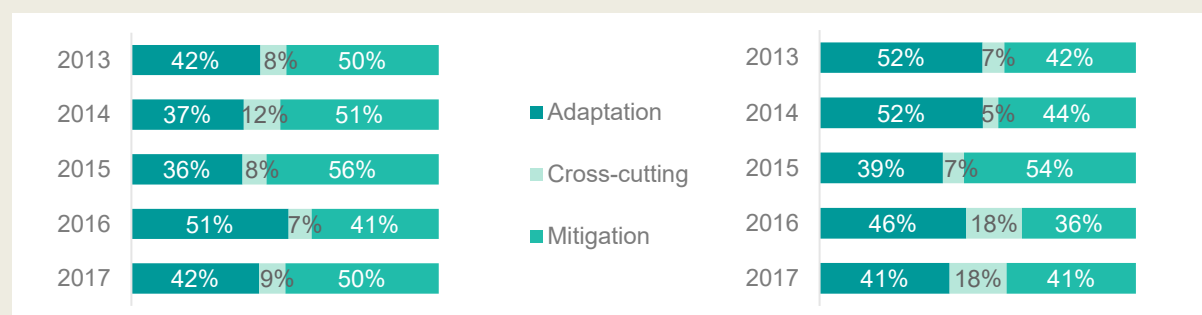 2013 42% 8% 50%
2014 37% 12% 51%
2015 36% 8% 56%
2016 51% 7% 41%
2017 42% 9% 50%
Adaptation
Cross-cutting
Mitigation
2013 52% 7% 42%
2014 52% 5% 44%
2015 39% 7% 54%
2016 46% 18% 36%
2017 41% 18% 41%